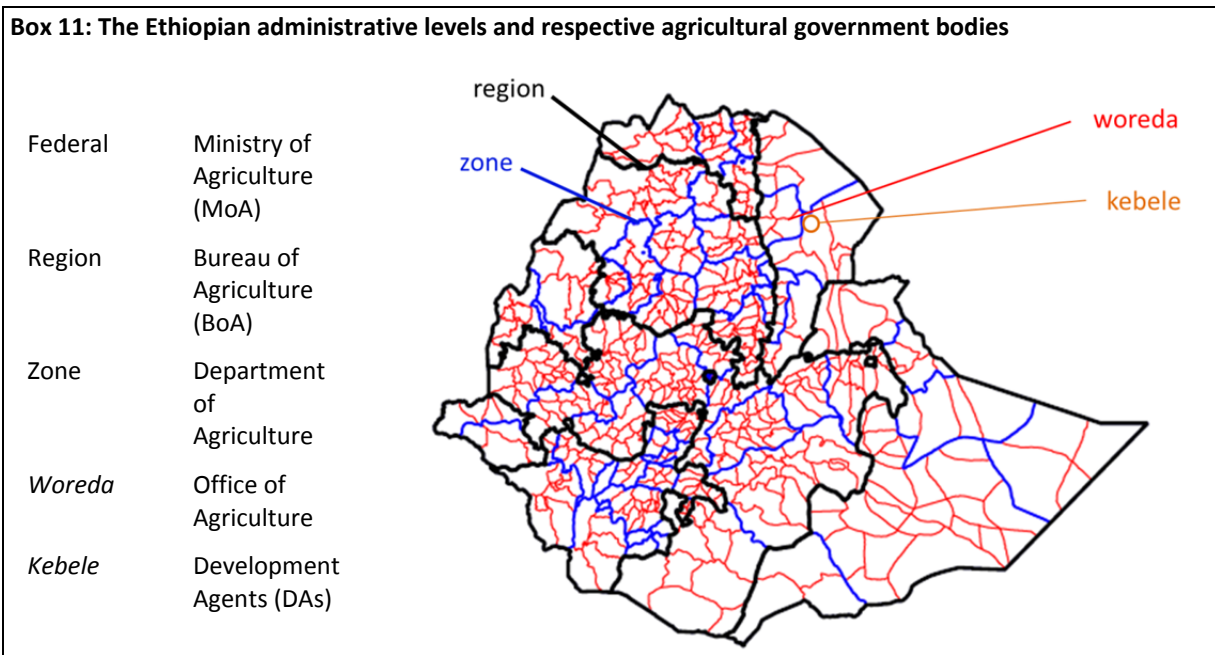 Box 11: The Ethiopian administrative levels and respective agricultural government bodies
region
woreda
zone
kebele
Federal
Ministry of
Agriculture
(MoA)
Region
Bureau of
Agriculture
(BoA)
Zone
Department
of
Agriculture
Woreda
Office of
Agriculture
Kebele
Development
Agents (DAs)